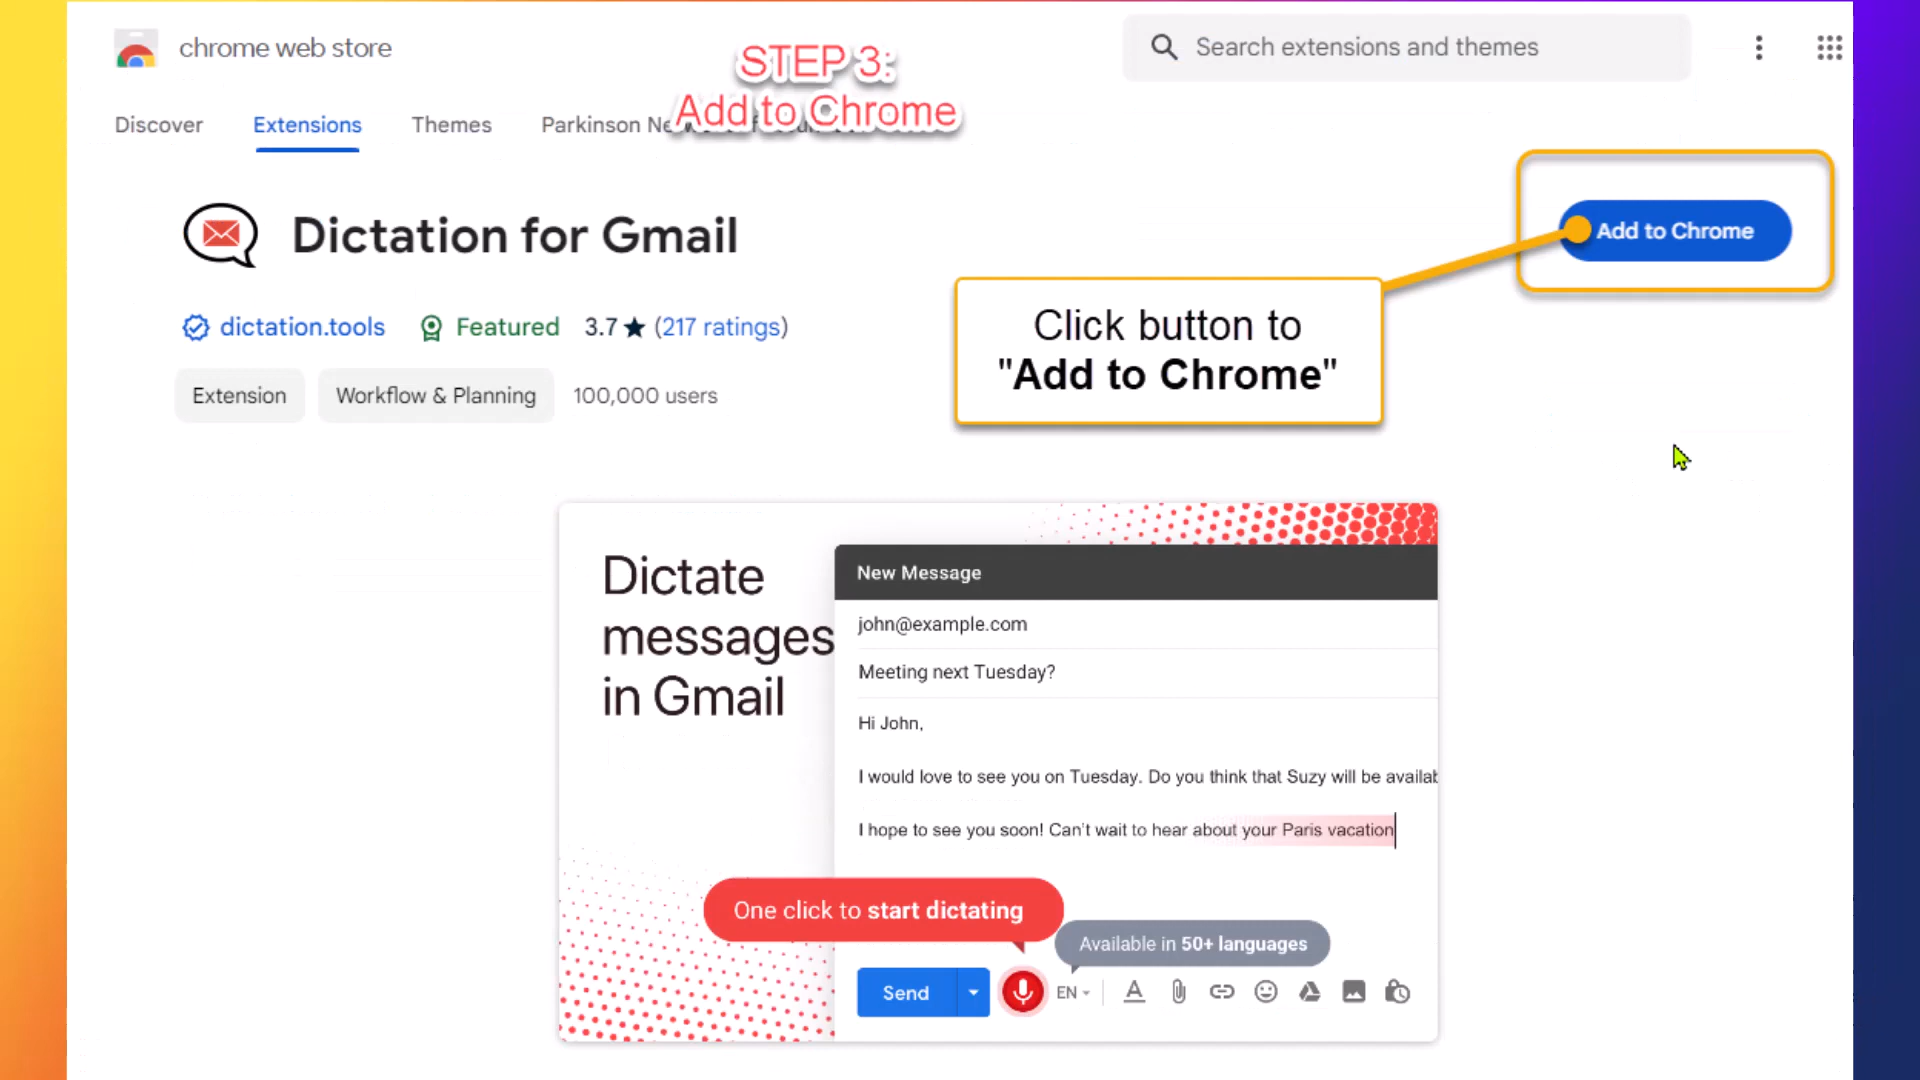 chrome web store
STEP 3:
Add to Chrome
Search extensions and themes
Discover
Extensions
Themes
Parkinson
Dictation for Gmail
Add to Chrome
Click button to
"Add to Chrome"
dictation.tools
Featured
3.7 ★ (217 ratings)
Extension
Workflow & Planning
100,000 users
Dictate
messages
in Gmail
New Message
john@example.com
Meeting next Tuesday?
Hi John,
I would love to see you on Tuesday. Do you think that Suzy will be availab
I hope to see you soon! Can't wait to hear about your Paris vacation
One click to start dictating
Available in 50+ languages
Send
EN